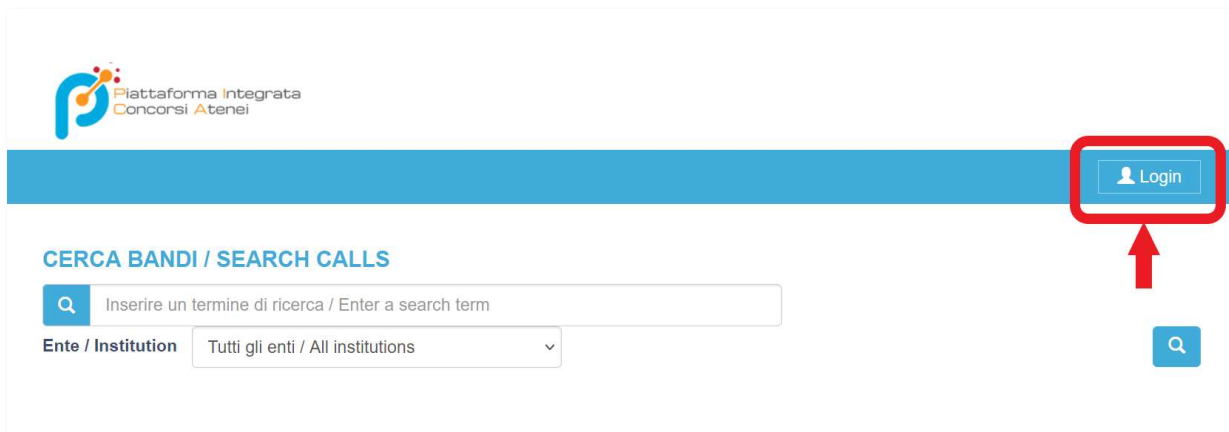 Piattaforma Integrata
Concorsi Atenei
Login
CERCA BANDI / SEARCH CALLS
Inserire un termine di ricerca / Enter a search term
Ente / Institution Tutti gli enti / All institutions